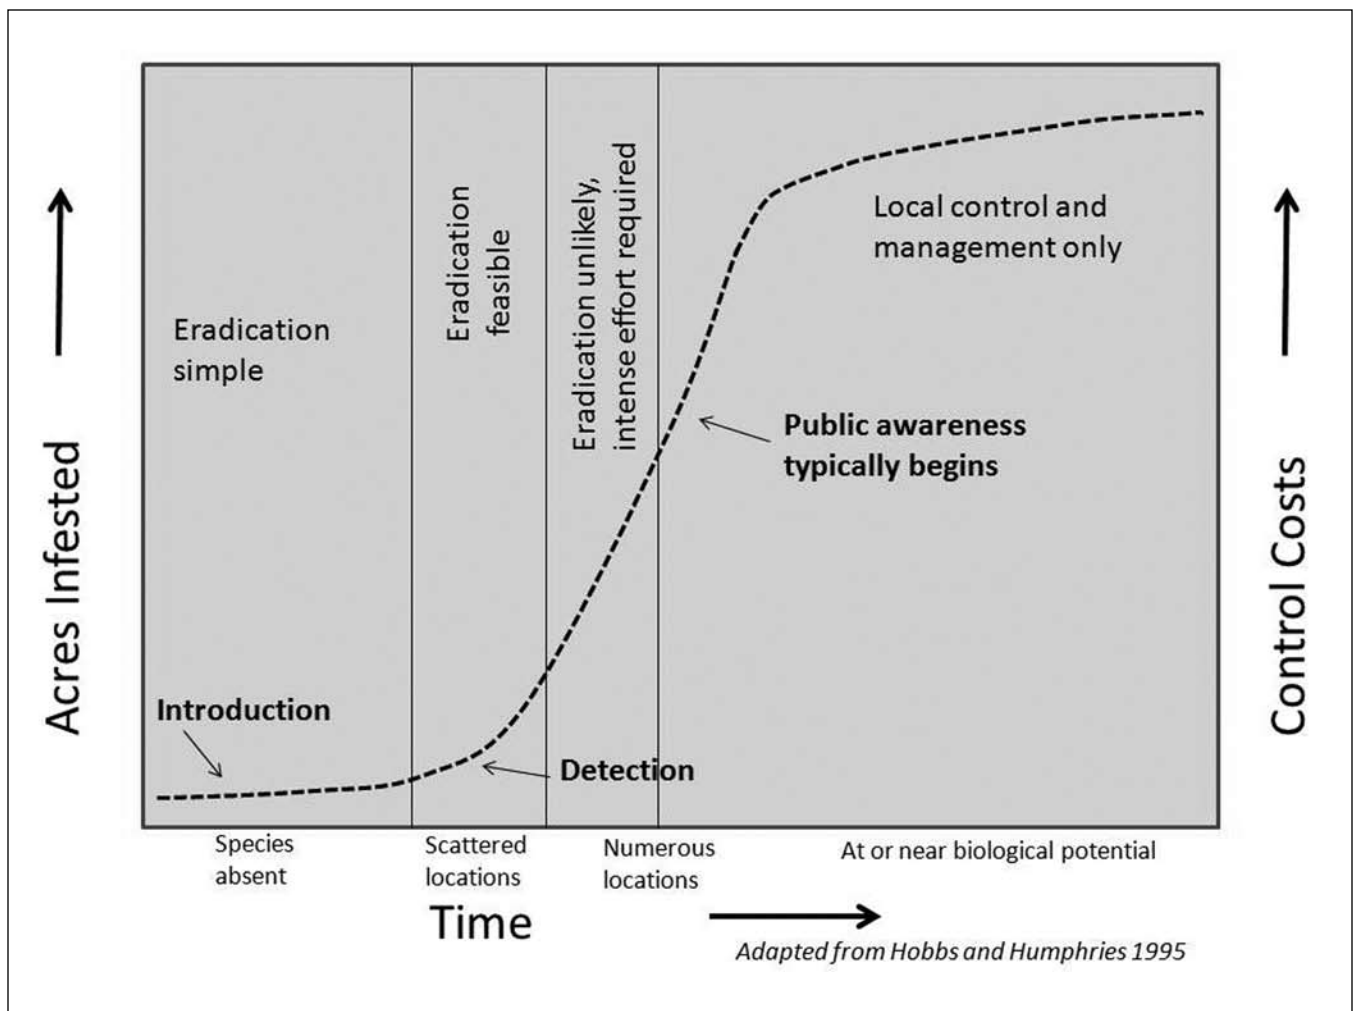 Acres Infested
Eradication
simple
Eradication
feasible
Eradication unlikely,
intense effort required
Local control and
management only
Public awareness
typically begins
Introduction
Detection
Control Costs
Species
absent
Scattered
locations
Numerous
locations
At or near biological potential
Time
Adapted from Hobbs and Humphries 1995